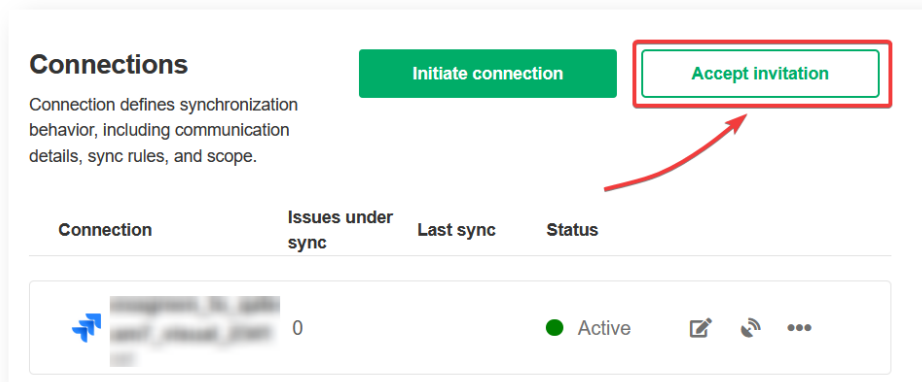 Connections
Initiate connection
Accept invitation
Connection defines synchronization
behavior, including communication
details, sync rules, and scope.
Connection
Issues under
sync
Last sync
Status
0
Active